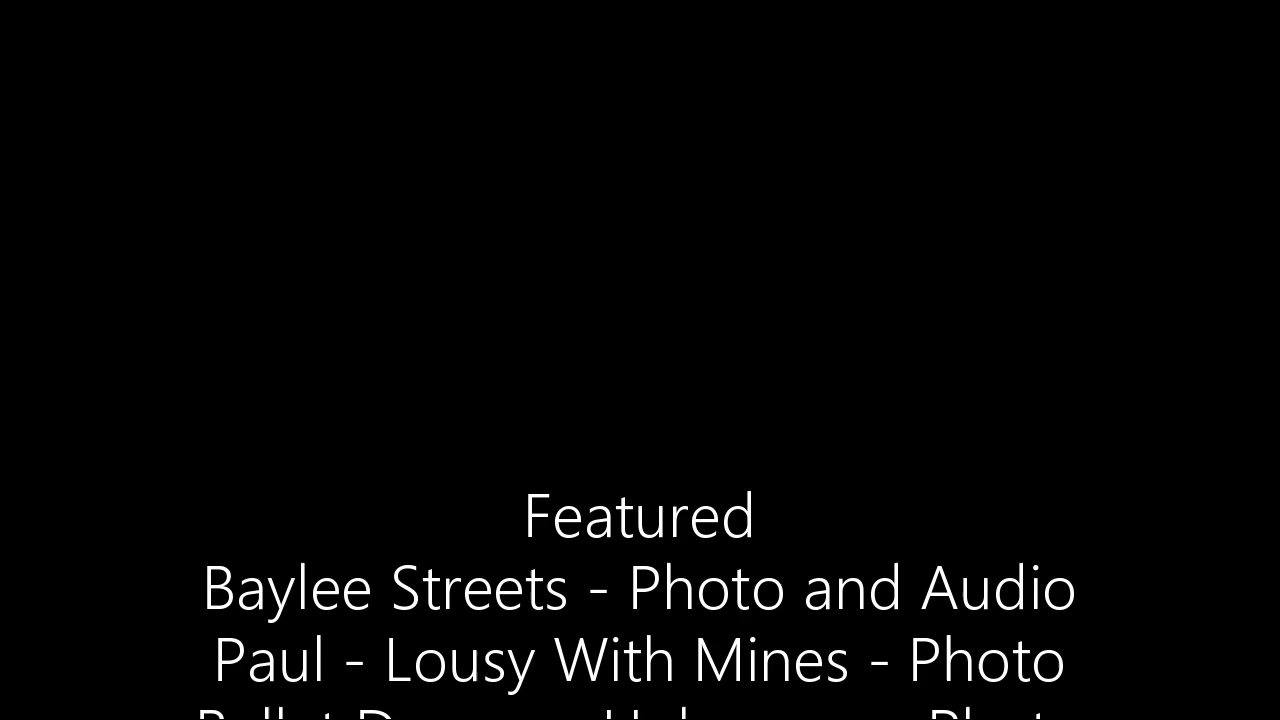 Featured
Baylee Streets - Photo and Audio
Paul - Lousy With Mines - Photo